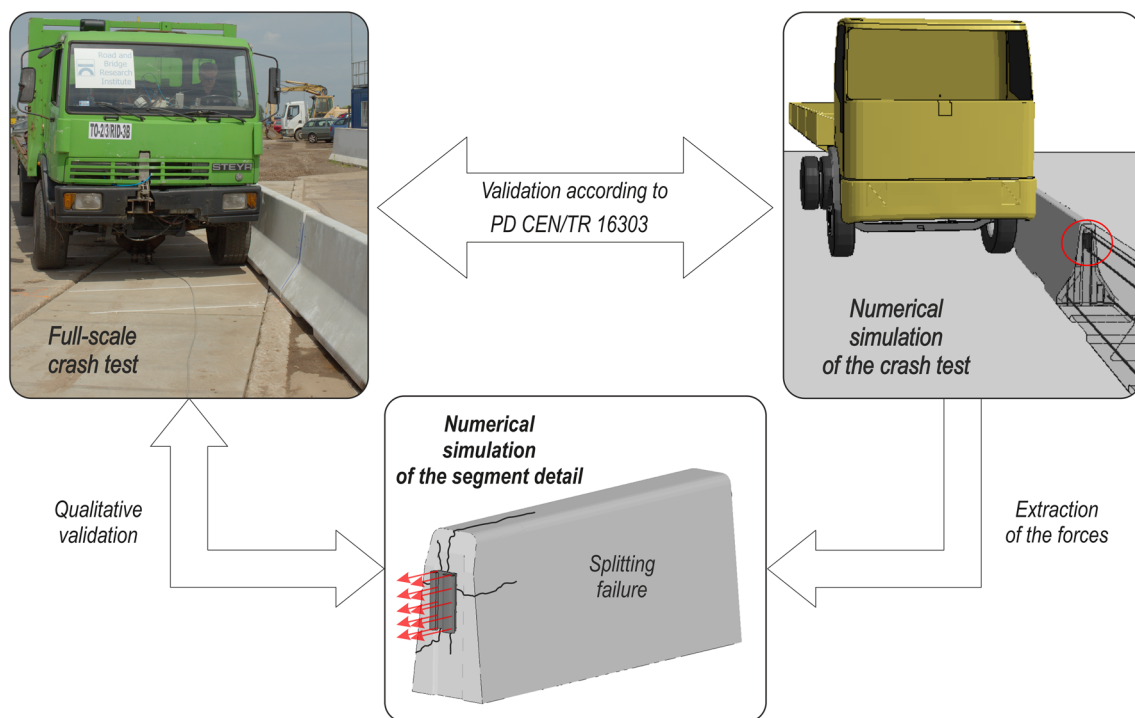 Road and
Bridge
Research
Institute
TO-2/3/RID-3B
STEYR
Full-scale
crash test
Validation according to
PD CEN/TR 16303
Numerical
simulation
of the crash test
Numerical
simulation
of the segment detail
Splitting
failure
Qualitative
validation
Extraction
of the forces